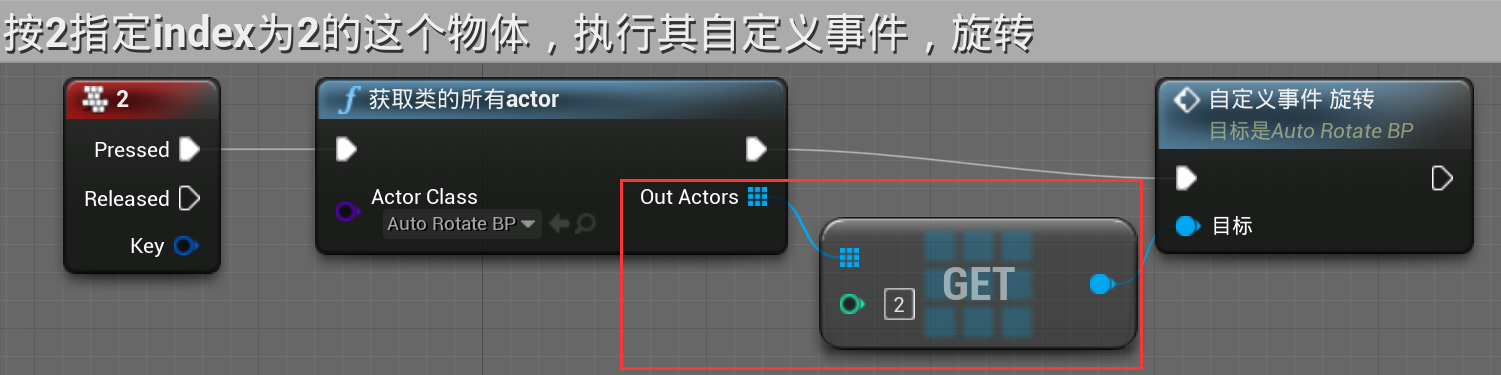 按2指定index为2的这个物体，执行其自定义事件，旋转
2
Pressed
Released
Key
获取类的所有actor
Actor Class
Auto Rotate BP
Out Actors
GET
2
自定义事件 旋转
目标是Auto Rotate BP
目标